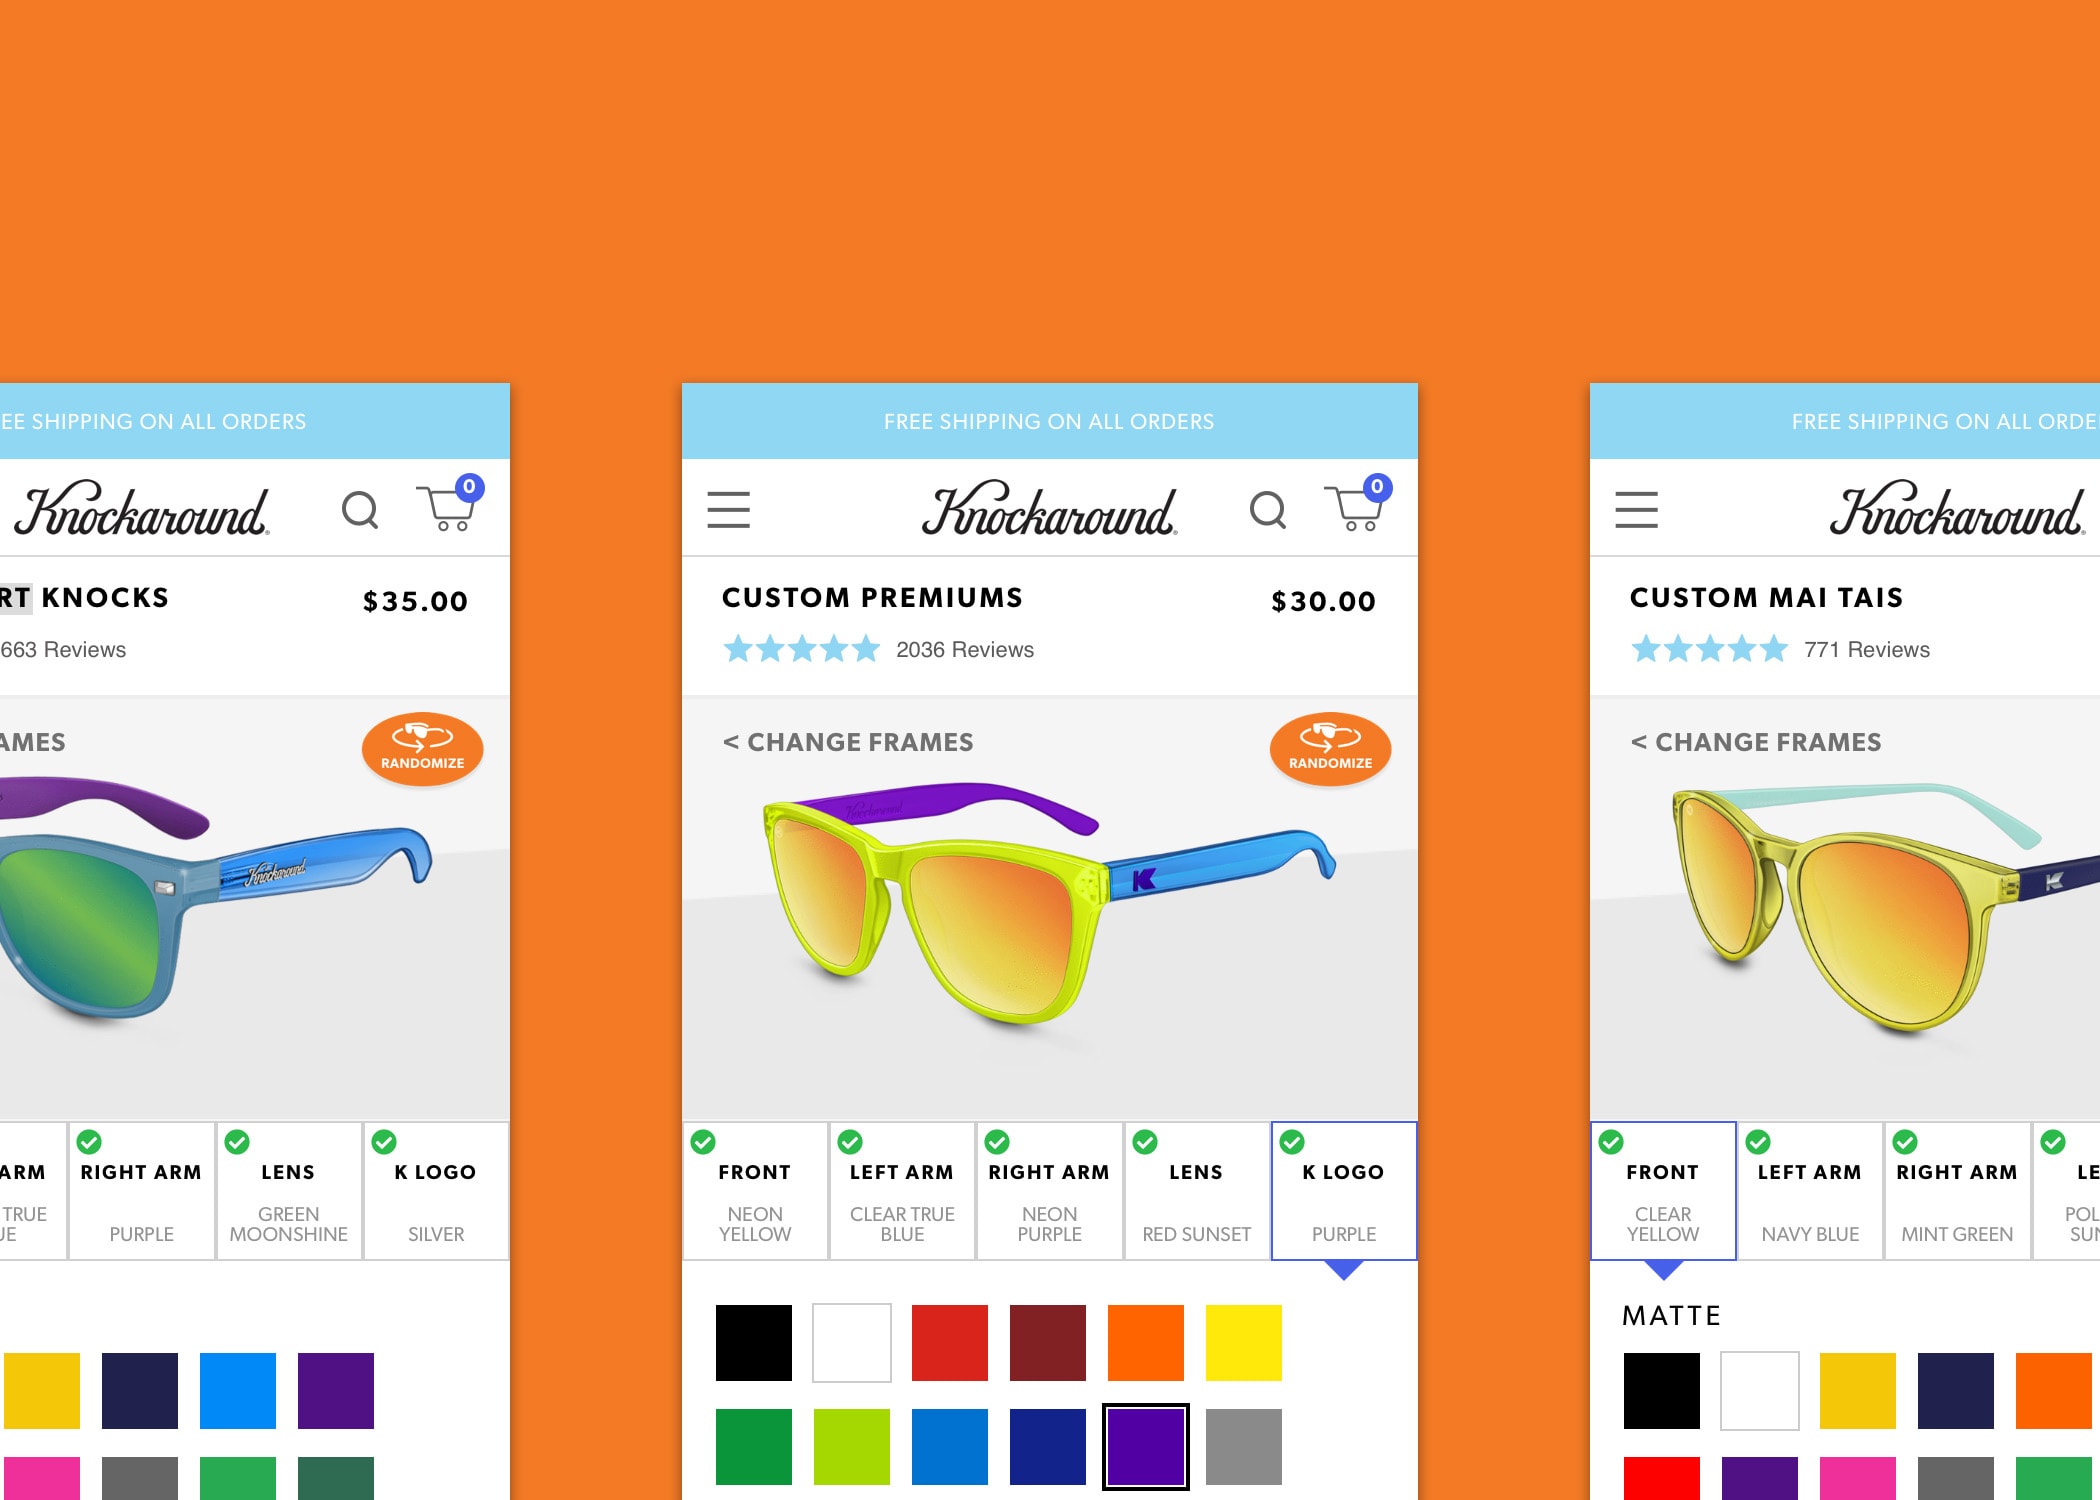 EE SHIPPING ON ALL ORDERS
Knockaround
0
RT KNOCKS
$35.00
663 Reviews
AMES
RANDOMIZE
Knockaround
ARM
TRUE
UE
RIGHT ARM
PURPLE
LENS
GREEN
MOONSHINE
K LOGO
SILVER
FREE SHIPPING ON ALL ORDERS
Knockaround
0
CUSTOM PREMIUMS
$30.00
2036 Reviews
< CHANGE FRAMES
RANDOMIZE
Knockaround
K
FRONT
NEON
YELLOW
LEFT ARM
CLEAR TRUE
BLUE
RIGHT ARM
NEON
PURPLE
LENS
RED SUNSET
K LOGO
PURPLE
FREE SHIPPING ON ALL ORDE
Knockaround
CUSTOM MAI TAIS
771 Reviews
< CHANGE FRAMES
K
FRONT
CLEAR
YELLOW
LEFT ARM
NAVY BLUE
RIGHT ARM
MINT GREEN
LE
POL
SUN
MATTE